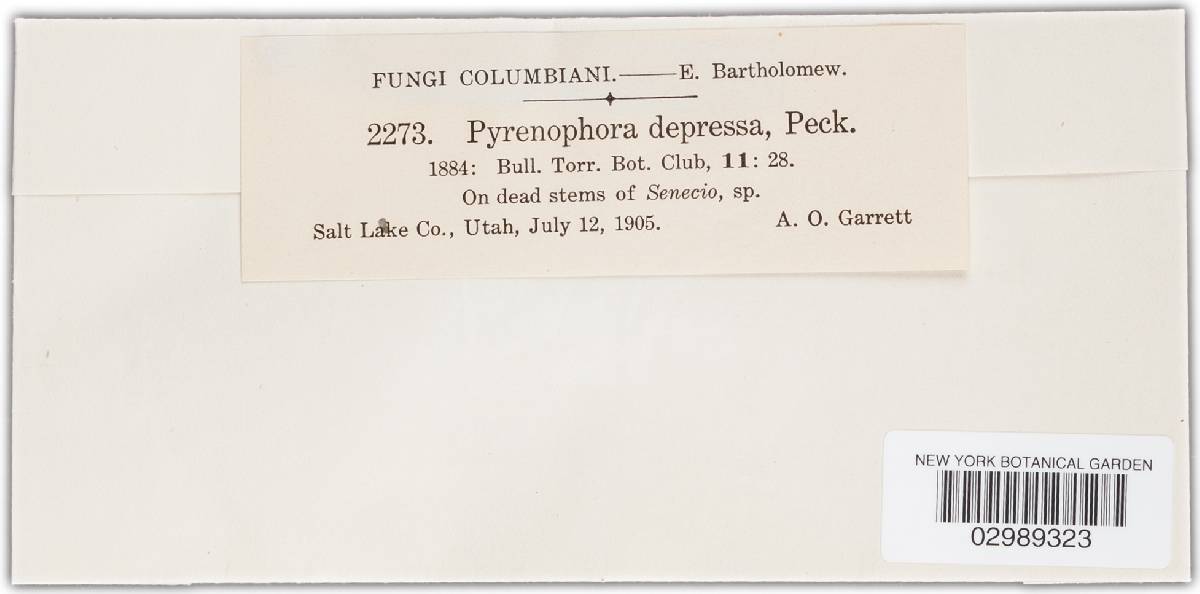 FUNGI COLUMBIANI.——E. Bartholomew.
2273. Pyrenophora depressa, Peck.
1884: Bull. Torr. Bot. Club, 11: 28.
On dead stems of Senecio, sp.
Salt Lake Co., Utah, July 12, 1905. A. O. Garrett
NEW YORK BOTANICAL GARDEN
02989323